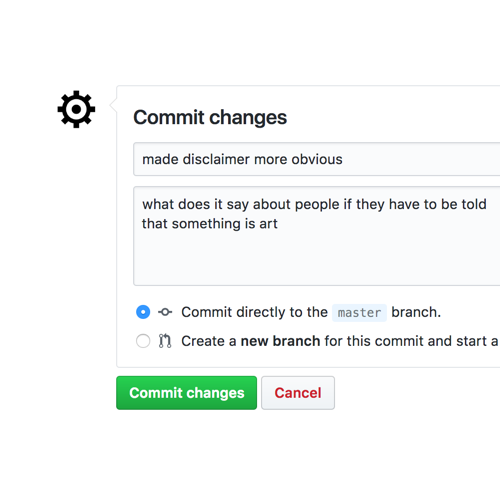 Commit changes
made disclaimer more obvious
what does it say about people if they have to be told
that something is art
Commit directly to the master branch.
Create a new branch for this commit and start a
Commit changes
Cancel